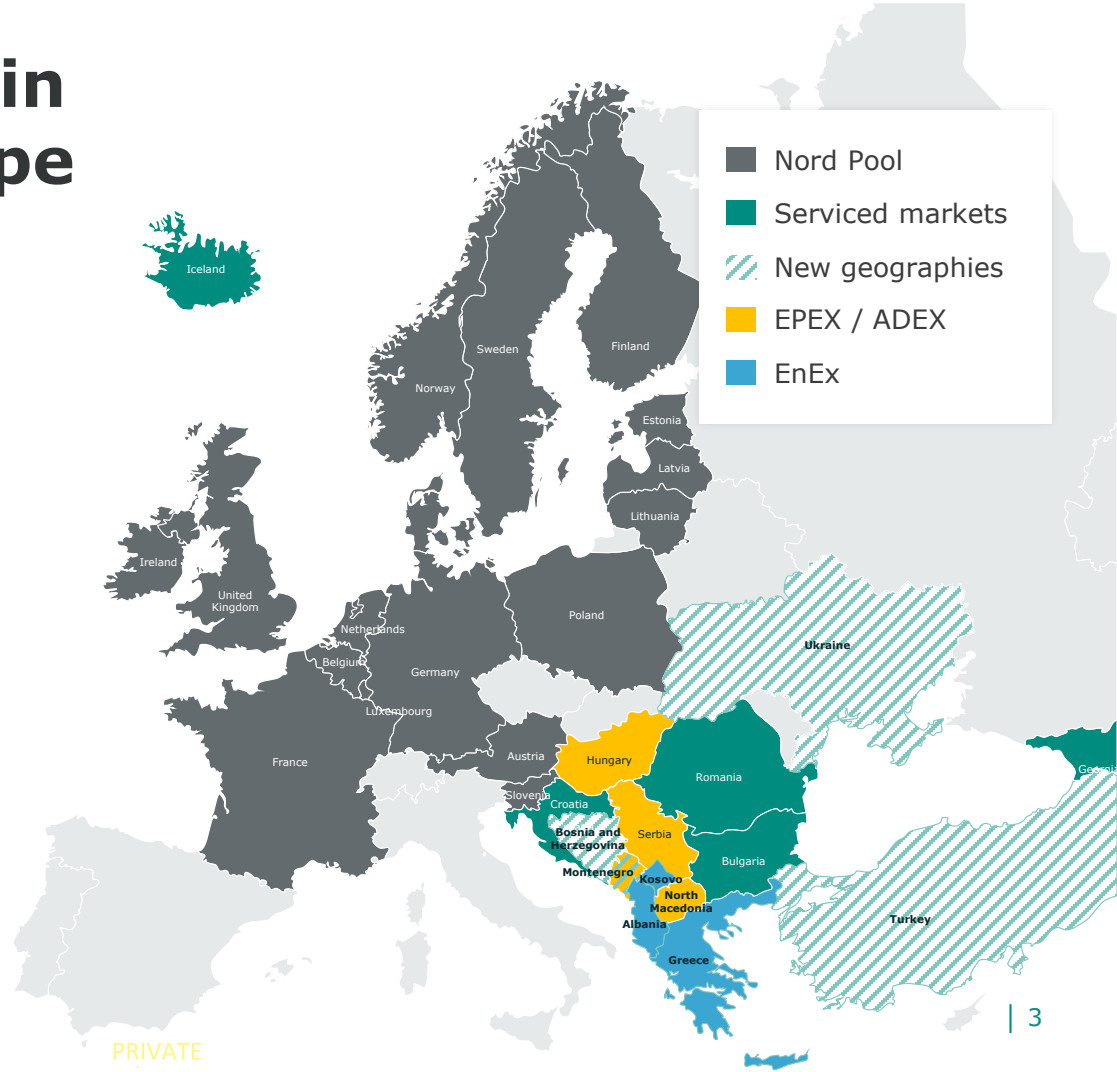 in
pe
Nord Pool
Serviced markets
New geographies
EPEX / ADEX
EnEx
Iceland
Sweden
Finland
Norway
Estonia
Latvia
Lithuania
Ireland
United
Kingdom
Netherlands
Belgium
Luxembourg
Germany
Poland
Ukraine
France
Austria
Hungary
Slovenia
Croatia
Romania
Georgia
Bosnia and
Herzegovina
Serbia
Bulgaria
Montenegro
Kosovo
North
Macedonia
Albania
Greece
Turkey
| 3
PRIVATE